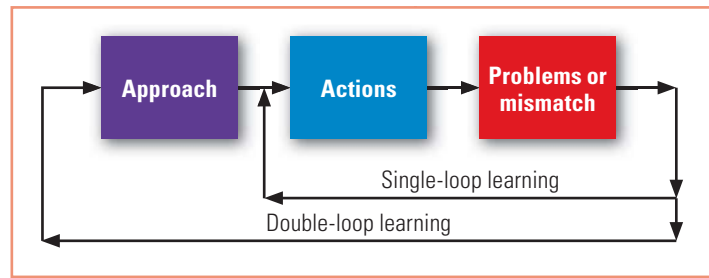 Approach
Actions
Problems or
mismatch
Single-loop learning
Double-loop learning